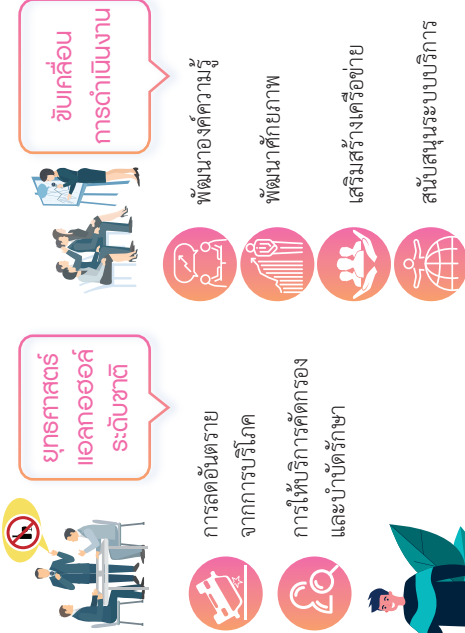 ยุทธศาสตร์
แอลกอฮอล์
ระดับชาติ
การลดอันตราย
จากการบริโภค
การให้บริการคัดกรอง
และบำบัดรักษา
ขับเคลื่อน
การดำเนินงาน
พัฒนาองค์ความรู้
พัฒนาศักยภาพ
เสริมสร้างเครือข่าย
สนับสนุนระบบบริการ